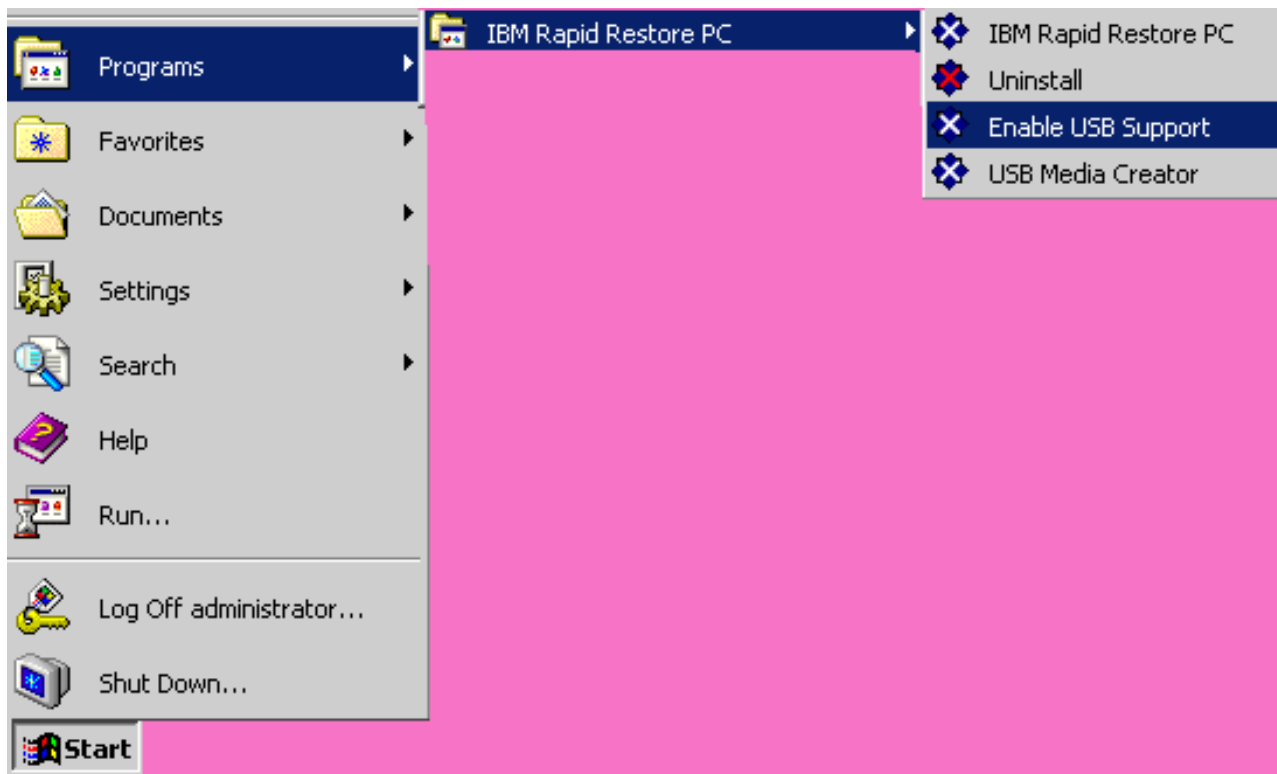 Programs
Favorites
Documents
Settings
Search
Help
Run...
Log Off administrator...
Shut Down...
Start
IBM Rapid Restore PC
IBM Rapid Restore PC
Uninstall
Enable USB Support
USB Media Creator